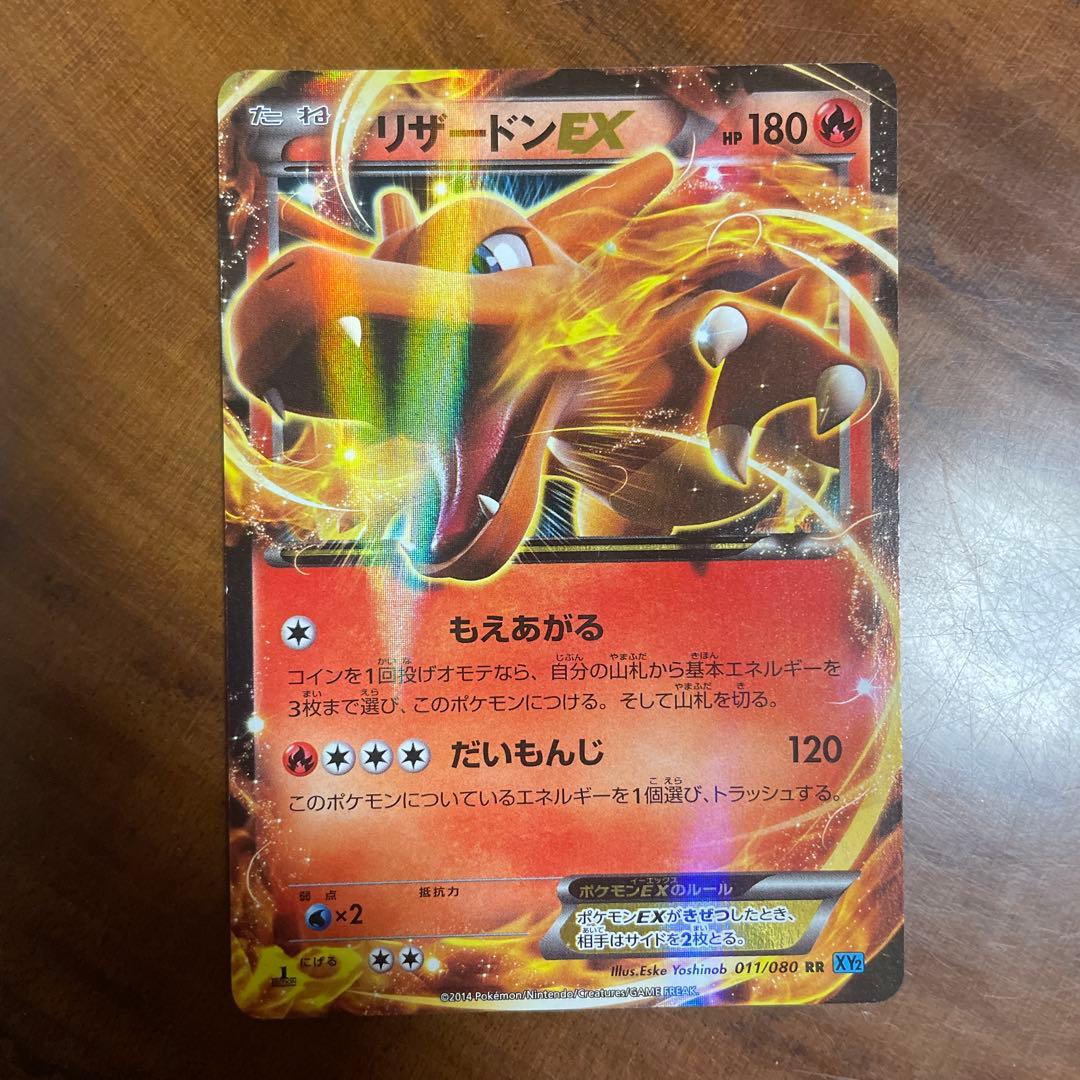 たね リザードンEX HP180
もえあがる
コインを1回投げオモテなら、自分の山札から基本エネルギーを
3枚まで選び、このポケモンにつける。そして山札を切る。
だいもんじ 120
このポケモンについているエネルギーを1個選び、トラッシュする。
弱点 抵抗力
×2
ポケモンEXのルール
ポケモンEXがきぜつしたとき、
相手はサイドを2枚とる。
にげる
Illus.Eske Yoshinob 011/080 RR XY2
1
©2014 Pokémon/Nintendo/Creatures/GAME FREAK.